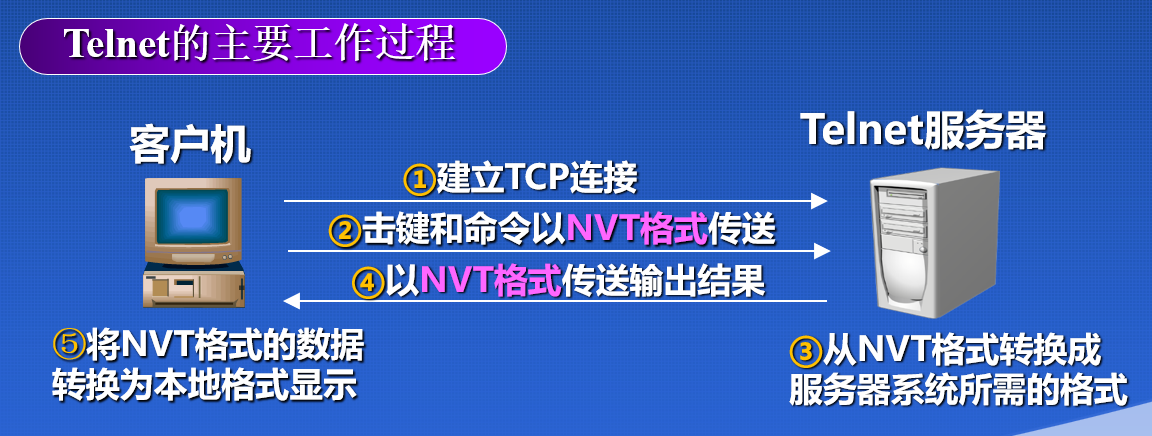 Telnet的主要工作过程
客户机
Telnet服务器
①建立TCP连接
②击键和命令以NVT格式传送
④以NVT格式传送输出结果
⑤将NVT格式的数据
转换为本地格式显示
③从NVT格式转换成
服务器系统所需的格式